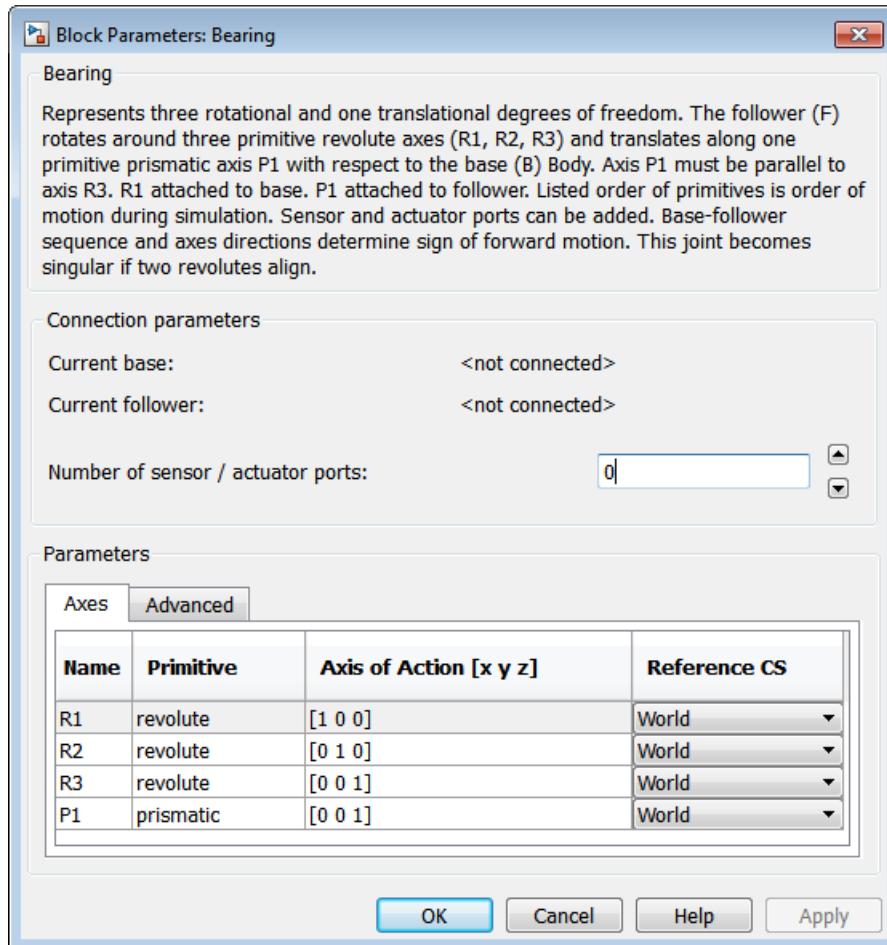 Block Parameters: Bearing
Bearing
Represents three rotational and one translational degrees of freedom. The follower (F)
rotates around three primitive revolute axes (R1, R2, R3) and translates along one
primitive prismatic axis P1 with respect to the base (B) Body. Axis P1 must be parallel to
axis R3. R1 attached to base. P1 attached to follower. Listed order of primitives is order of
motion during simulation. Sensor and actuator ports can be added. Base-follower
sequence and axes directions determine sign of forward motion. This joint becomes
singular if two revolutes align.
Connection parameters
Current base: <not connected>
Current follower: <not connected>
Number of sensor / actuator ports: 0
Parameters
Axes Advanced
Name Primitive Axis of Action [x y z] Reference CS
R1 revolute [1 0 0] World
R2 revolute [0 1 0] World
R3 revolute [0 0 1] World
P1 prismatic [0 0 1] World
OK Cancel Help Apply